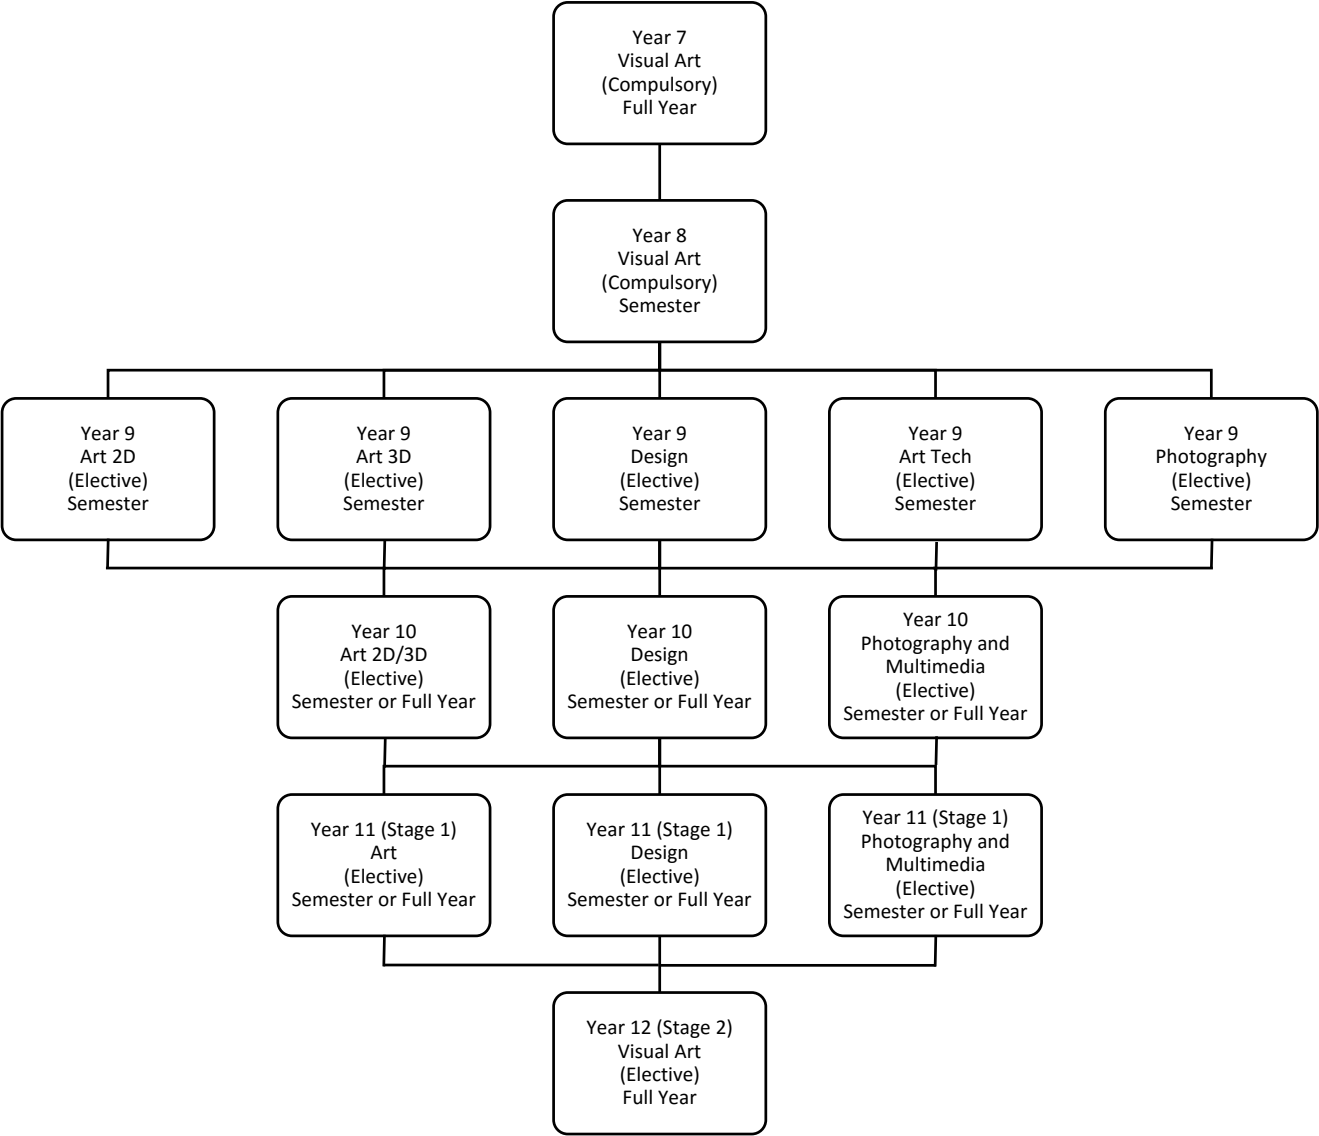 Year 7
Visual Art
(Compulsory)
Full Year
Year 8
Visual Art
(Compulsory)
Semester
Year 9
Art 2D
(Elective)
Semester
Year 9
Art 3D
(Elective)
Semester
Year 9
Design
(Elective)
Semester
Year 9
Art Tech
(Elective)
Semester
Year 9
Photography
(Elective)
Semester
Year 10
Art 2D/3D
(Elective)
Semester or Full Year
Year 10
Design
(Elective)
Semester or Full Year
Year 10
Photography and
Multimedia
(Elective)
Semester or Full Year
Year 11 (Stage 1)
Art
(Elective)
Semester or Full Year
Year 11 (Stage 1)
Design
(Elective)
Semester or Full Year
Year 11 (Stage 1)
Photography and
Multimedia
(Elective)
Semester or Full Year
Year 12 (Stage 2)
Visual Art
(Elective)
Full Year